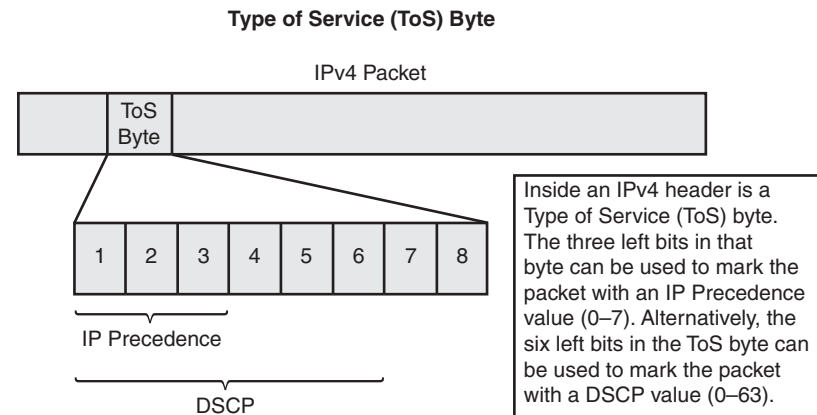 Type of Service (ToS) Byte
IPv4 Packet
ToS
Byte
1 2 3 4 5 6 7 8
IP Precedence
DSCP
Inside an IPv4 header is a
Type of Service (ToS) byte.
The three left bits in that
byte can be used to mark the
packet with an IP Precedence
value (0–7). Alternatively, the
six left bits in the ToS byte can
be used to mark the packet
with a DSCP value (0–63).